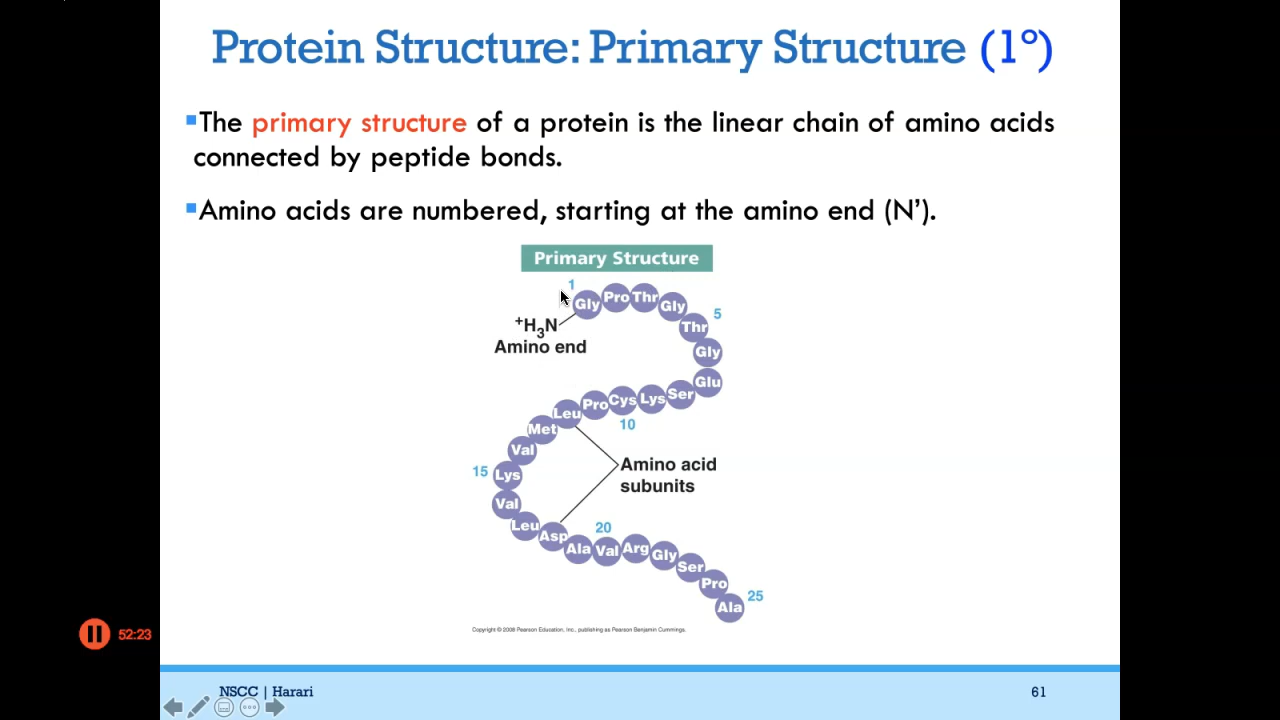 Protein Structure: Primary Structure (1°)
▪The primary structure of a protein is the linear chain of amino acids
connected by peptide bonds.
▪Amino acids are numbered, starting at the amino end (N’).
Primary Structure
1
Gly Pro Thr Gly
5
Thr
+H3N
Amino end
Gly
Glu
Leu Pro Cys Lys Ser
10
Met
Val
15 Lys
Amino acid
subunits
Val
Leu Asp
20
Ala Val Arg Gly
Ser
Pro
25
Ala
Copyright © 2008 Pearson Education, Inc., publishing as Pearson Benjamin Cummings.
52:23
NSCC | Harari
61